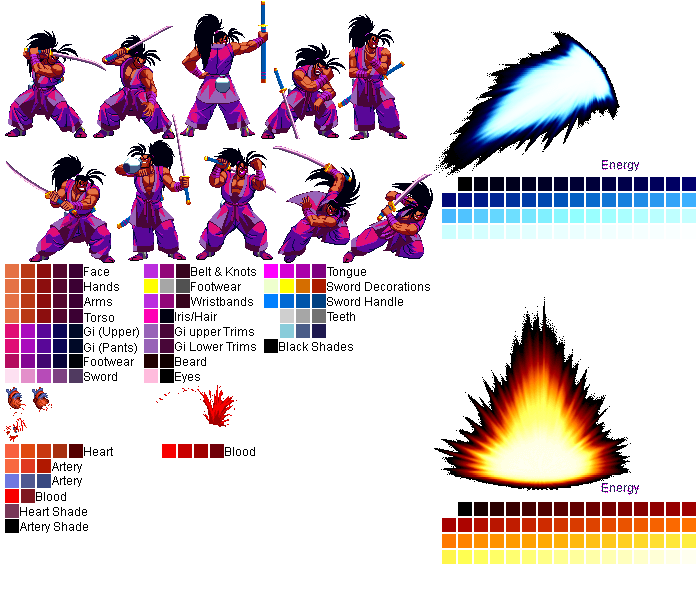 Energy
Face
Hands
Arms
Torso
Gi (Upper)
Gi (Pants)
Footwear
Sword
Belt & Knots
Footwear
Wristbands
Iris/Hair
Gi upper Trims
Gi Lower Trims
Beard
Eyes
Tongue
Sword Decorations
Sword Handle
Teeth
Black Shades
Heart
Artery
Artery
Blood
Heart Shade
Artery Shade
Blood
Energy